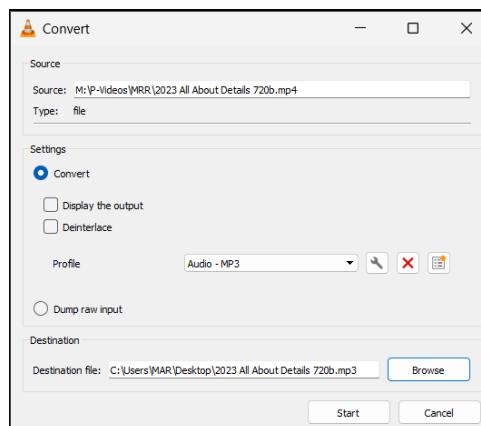 Convert
Source
Source: M:\P-Videos\MRR\2023 All About Details 720b.mp4
Type: file
Settings
Convert
Display the output
Deinterlace
Profile Audio - MP3
Dump raw input
Destination
Destination file: C:\Users\MAR\Desktop\2023 All About Details 720b.mp3 Browse
Start Cancel